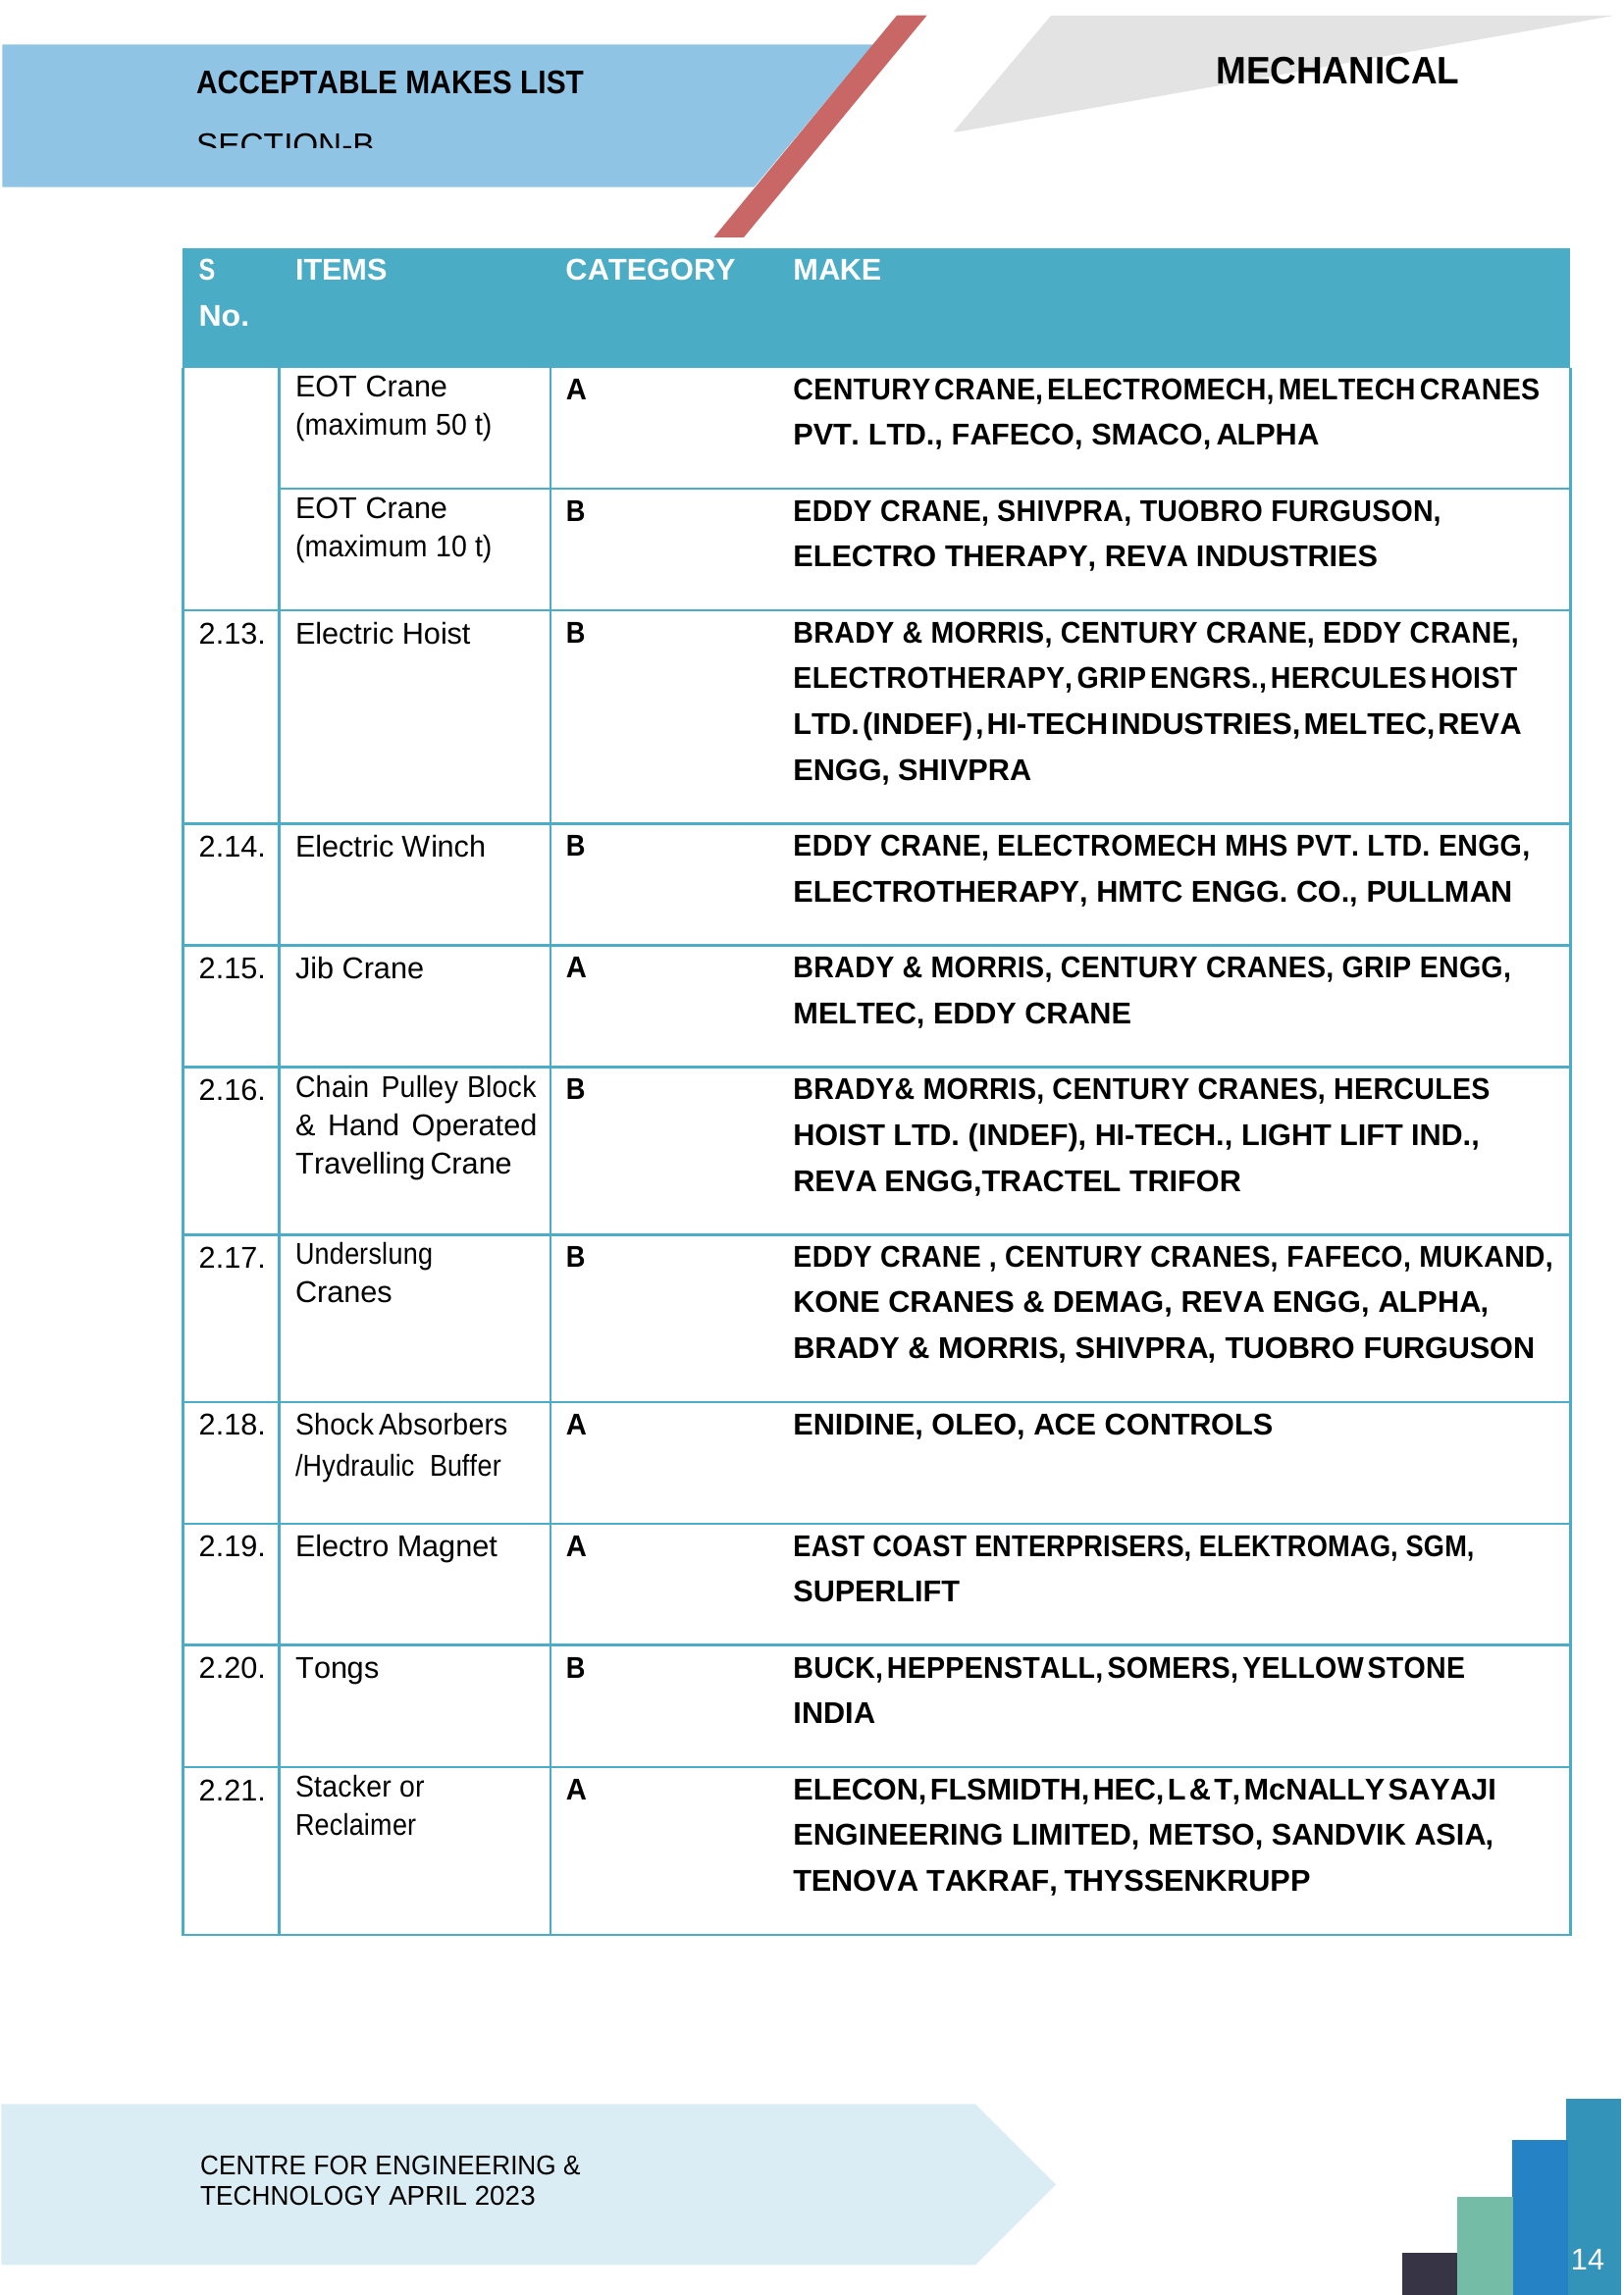 ACCEPTABLE MAKES LIST
SECTION-B
MECHANICAL
S No.
ITEMS
CATEGORY
MAKE
EOT Crane
(maximum 50 t)
A
CENTURY CRANE, ELECTROMECH, MELTECH CRANES
PVT. LTD., FAFECO, SMACO, ALPHA
EOT Crane
(maximum 10 t)
B
EDDY CRANE, SHIVPRA, TUOBRO FURGUSON,
ELECTRO THERAPY, REVA INDUSTRIES
2.13.
Electric Hoist
B
BRADY & MORRIS, CENTURY CRANE, EDDY CRANE,
ELECTROTHERAPY, GRIP ENGRS., HERCULES HOIST
LTD. (INDEF) , HI-TECH INDUSTRIES, MELTEC, REVA
ENGG, SHIVPRA
2.14.
Electric Winch
B
EDDY CRANE, ELECTROMECH MHS PVT. LTD. ENGG,
ELECTROTHERAPY, HMTC ENGG. CO., PULLMAN
2.15.
Jib Crane
A
BRADY & MORRIS, CENTURY CRANES, GRIP ENGG,
MELTEC, EDDY CRANE
2.16.
Chain Pulley Block
& Hand Operated
Travelling Crane
B
BRADY& MORRIS, CENTURY CRANES, HERCULES
HOIST LTD. (INDEF), HI-TECH., LIGHT LIFT IND.,
REVA ENGG,TRACTEL TRIFOR
2.17.
Underslung
Cranes
B
EDDY CRANE , CENTURY CRANES, FAFECO, MUKAND,
KONE CRANES & DEMAG, REVA ENGG, ALPHA,
BRADY & MORRIS, SHIVPRA, TUOBRO FURGUSON
2.18.
Shock Absorbers
/Hydraulic Buffer
A
ENIDINE, OLEO, ACE CONTROLS
2.19.
Electro Magnet
A
EAST COAST ENTERPRISERS, ELEKTROMAG, SGM,
SUPERLIFT
2.20.
Tongs
B
BUCK, HEPPENSTALL, SOMERS, YELLOW STONE
INDIA
2.21.
Stacker or
Reclaimer
A
ELECON, FLSMIDTH, HEC, L & T, McNALLY SAYAJI
ENGINEERING LIMITED, METSO, SANDVIK ASIA,
TENOVA TAKRAF, THYSSENKRUPP
CENTRE FOR ENGINEERING &
TECHNOLOGY APRIL 2023
14